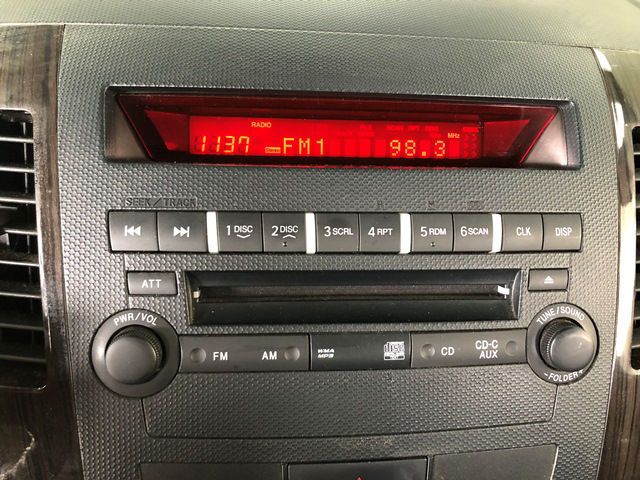 RADIO
MHz
1137 Stereo FM1 98.3
SEEK/TRACK
1 DISC 2 DISC 3 SCRL 4 RPT 5 RDM 6 SCAN CLK DISP
ATT
PWR/VOL
TUNE/SOUND
FM AM WMA MP3 CD CD-C AUX
-FOLDER+